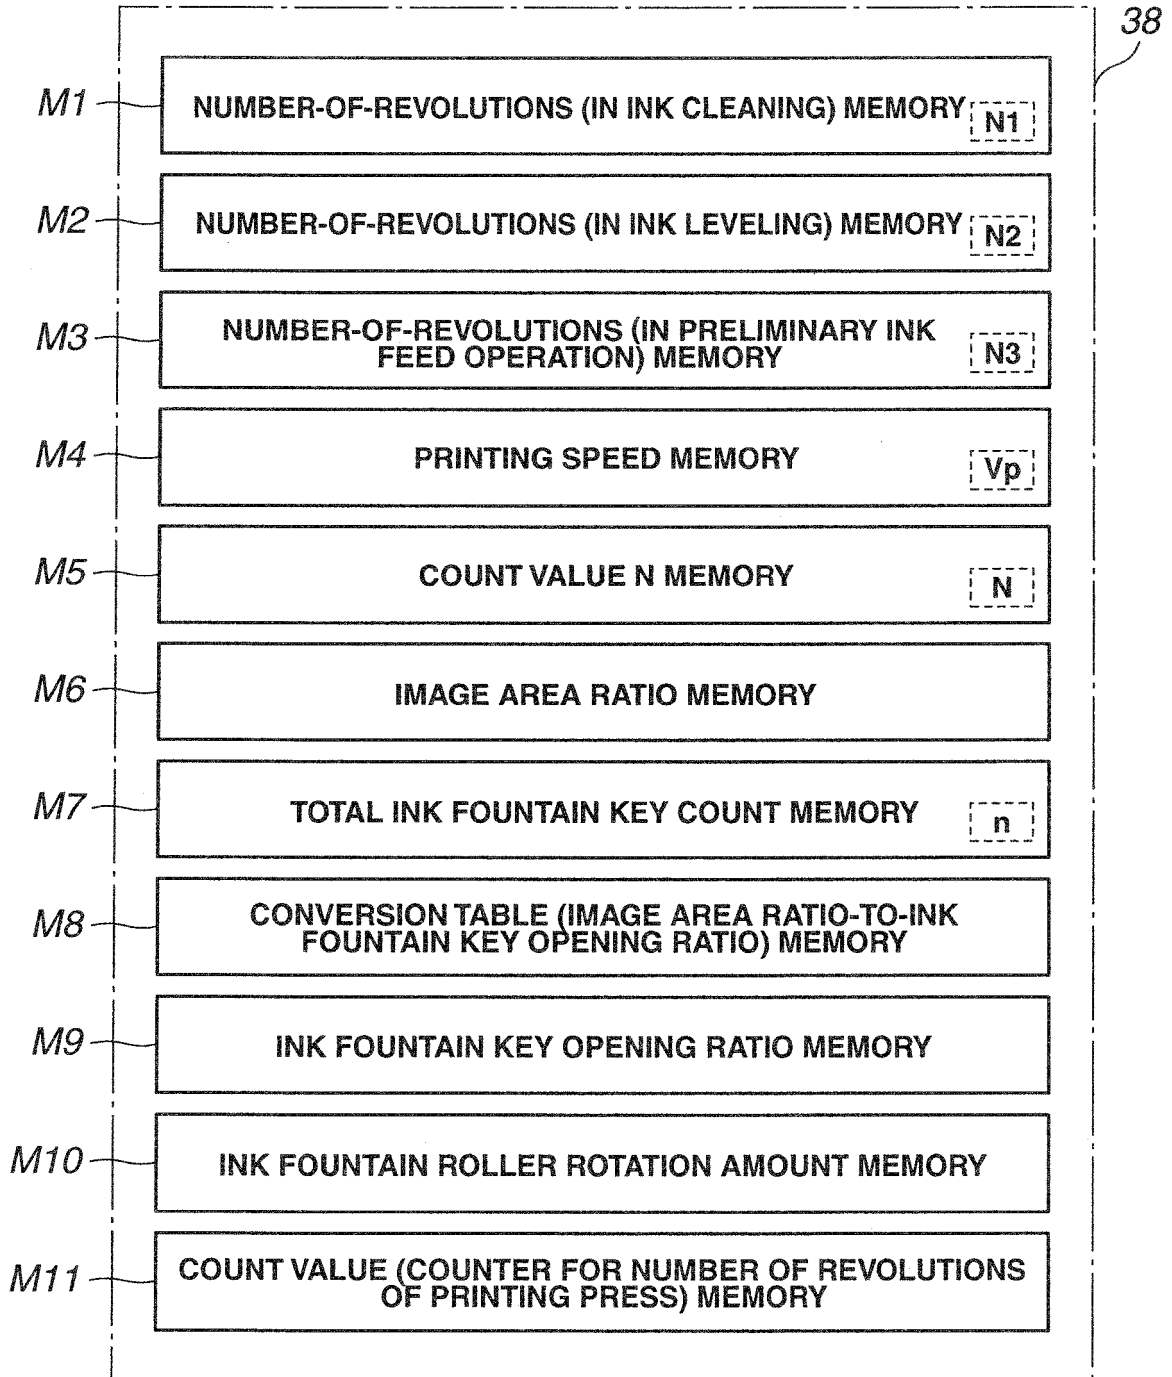 38
M1
NUMBER-OF-REVOLUTIONS (IN INK CLEANING) MEMORY
N1
M2
NUMBER-OF-REVOLUTIONS (IN INK LEVELING) MEMORY
N2
M3
NUMBER-OF-REVOLUTIONS (IN PRELIMINARY INK
FEED OPERATION) MEMORY
N3
M4
PRINTING SPEED MEMORY
Vp
M5
COUNT VALUE N MEMORY
N
M6
IMAGE AREA RATIO MEMORY
M7
TOTAL INK FOUNTAIN KEY COUNT MEMORY
n
M8
CONVERSION TABLE (IMAGE AREA RATIO-TO-INK
FOUNTAIN KEY OPENING RATIO) MEMORY
M9
INK FOUNTAIN KEY OPENING RATIO MEMORY
M10
INK FOUNTAIN ROLLER ROTATION AMOUNT MEMORY
M11
COUNT VALUE (COUNTER FOR NUMBER OF REVOLUTIONS
OF PRINTING PRESS) MEMORY